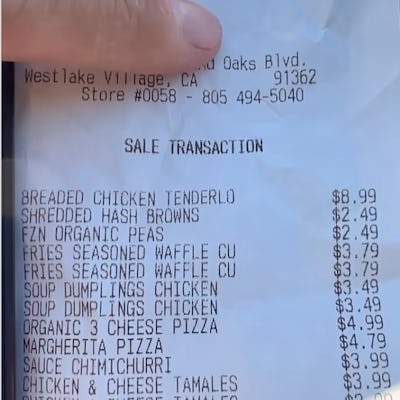 Oaks Blvd.
Westlake Village, CA 91362
Store #0058 - 805 494-5040
SALE TRANSACTION
BREADED CHICKEN TENDERLO $8.99
SHREDDED HASH BROWNS $2.49
FZN ORGANIC PEAS $2.49
FRIES SEASONED WAFFLE CU $3.79
FRIES SEASONED WAFFLE CU $3.79
SOUP DUMPLINGS CHICKEN $3.49
SOUP DUMPLINGS CHICKEN $3.49
ORGANIC 3 CHEESE PIZZA $4.99
MARGHERITA PIZZA $4.79
SAUCE CHIMICHURRI $3.99
CHICKEN & CHEESE TAMALES $3.99